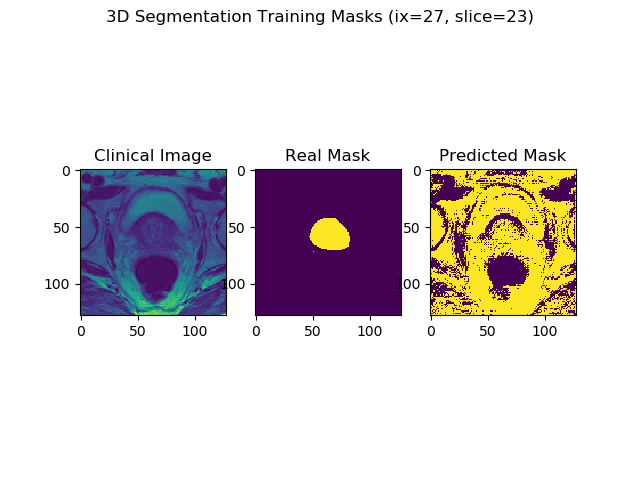 3D Segmentation Training Masks (ix=27, slice=23)
Clinical Image Real Mask Predicted Mask
0 0 0
50 50 50
100 100 100
0 50 100 0 50 100 0 50 100